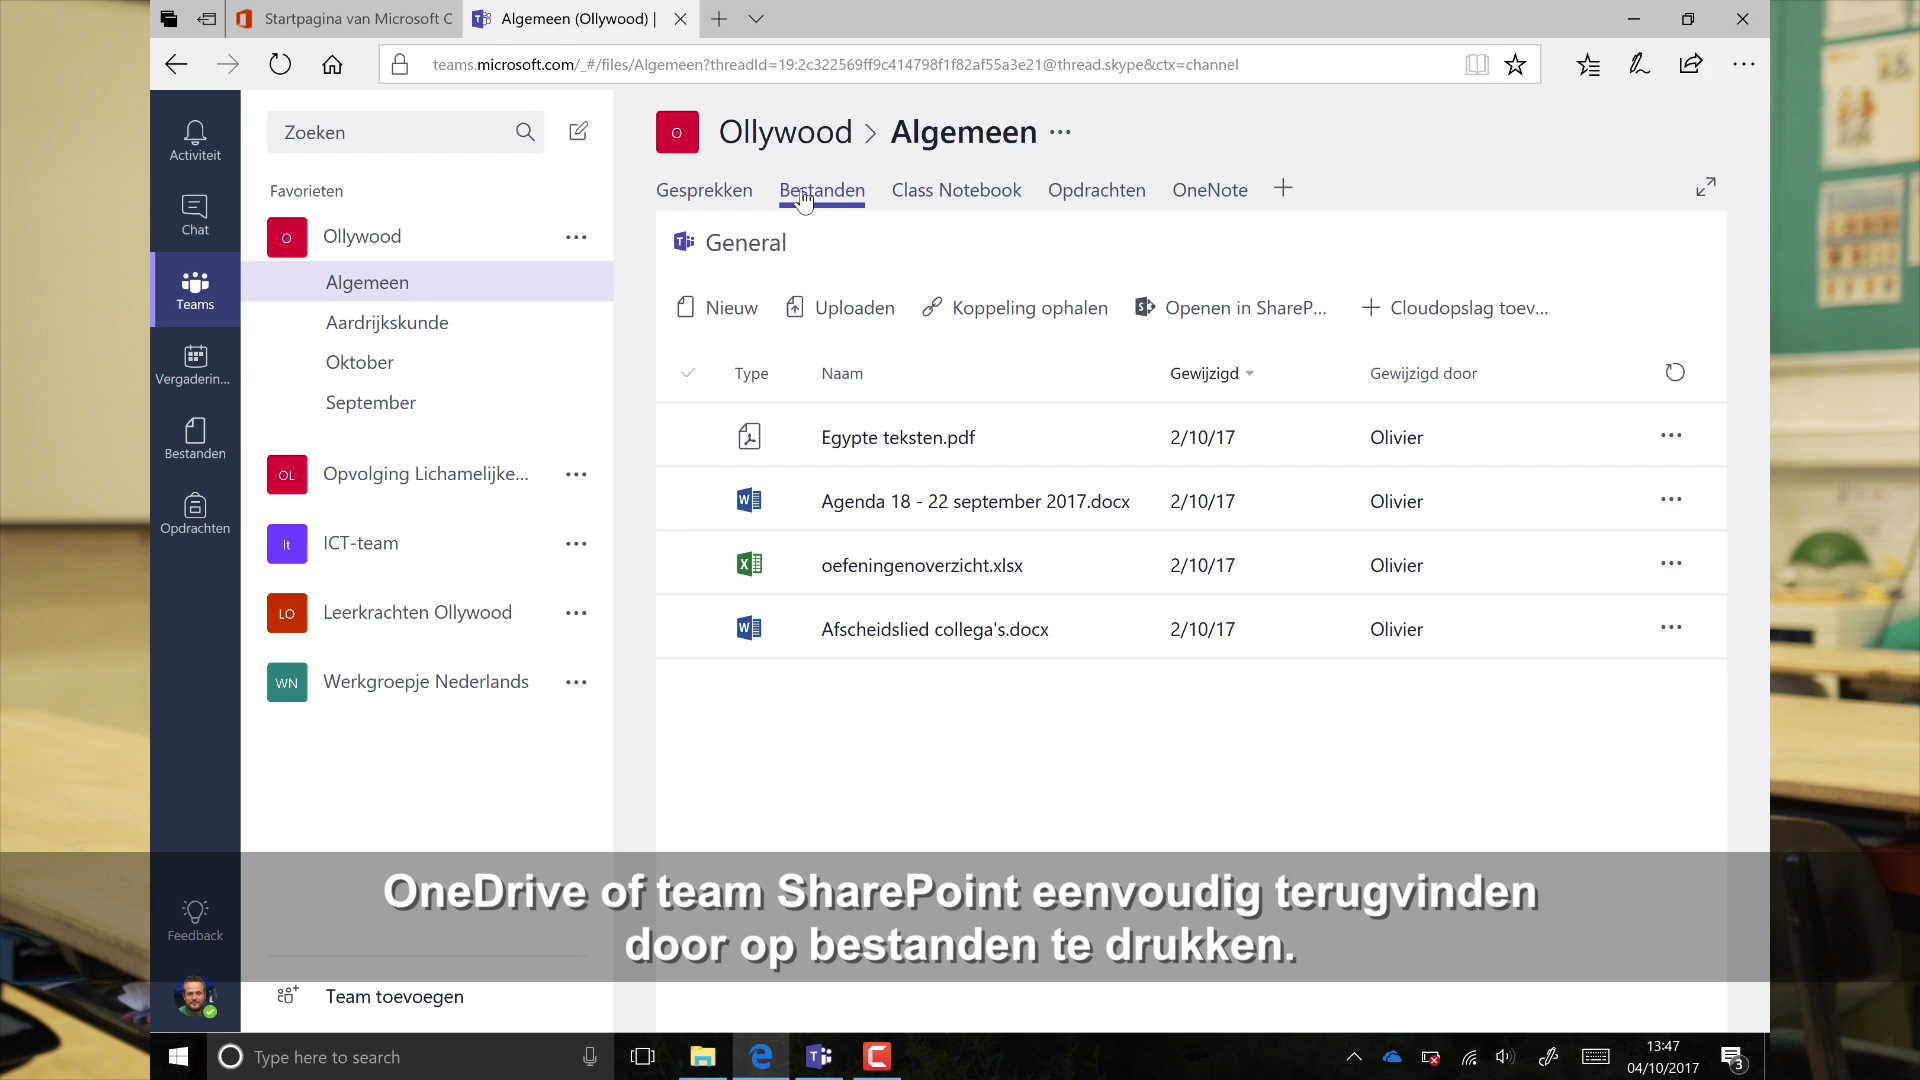 Startpagina van Microsoft C
Algemeen (Ollywood) |
teams.microsoft.com/_#/files/Algemeen?threadId=19:2c322569ff9c414798f1f82af55a3e21@thread.skype&ctx=channel
Activiteit
Chat
Teams
Vergaderin...
Bestanden
Opdrachten
Feedback
Zoeken
Favorieten
O
Ollywood
Algemeen
Aardrijkskunde
Oktober
September
OL
Opvolging Lichamelijke...
It
ICT-team
LO
Leerkrachten Ollywood
WN
Werkgroepje Nederlands
Team toevoegen
O
Ollywood > Algemeen
Gesprekken
Bestanden
Class Notebook
Opdrachten
OneNote
General
Nieuw
Uploaden
Koppeling ophalen
Openen in ShareP...
Cloudopslag toev...
Type
Naam
Gewijzigd
Gewijzigd door
Egypte teksten.pdf
2/10/17
Olivier
Agenda 18 - 22 september 2017.docx
2/10/17
Olivier
oefeningenoverzicht.xlsx
2/10/17
Olivier
Afscheidslied collega's.docx
2/10/17
Olivier
OneDrive of team SharePoint eenvoudig terugvinden
door op bestanden te drukken.
Type here to search
13:47
04/10/2017
3